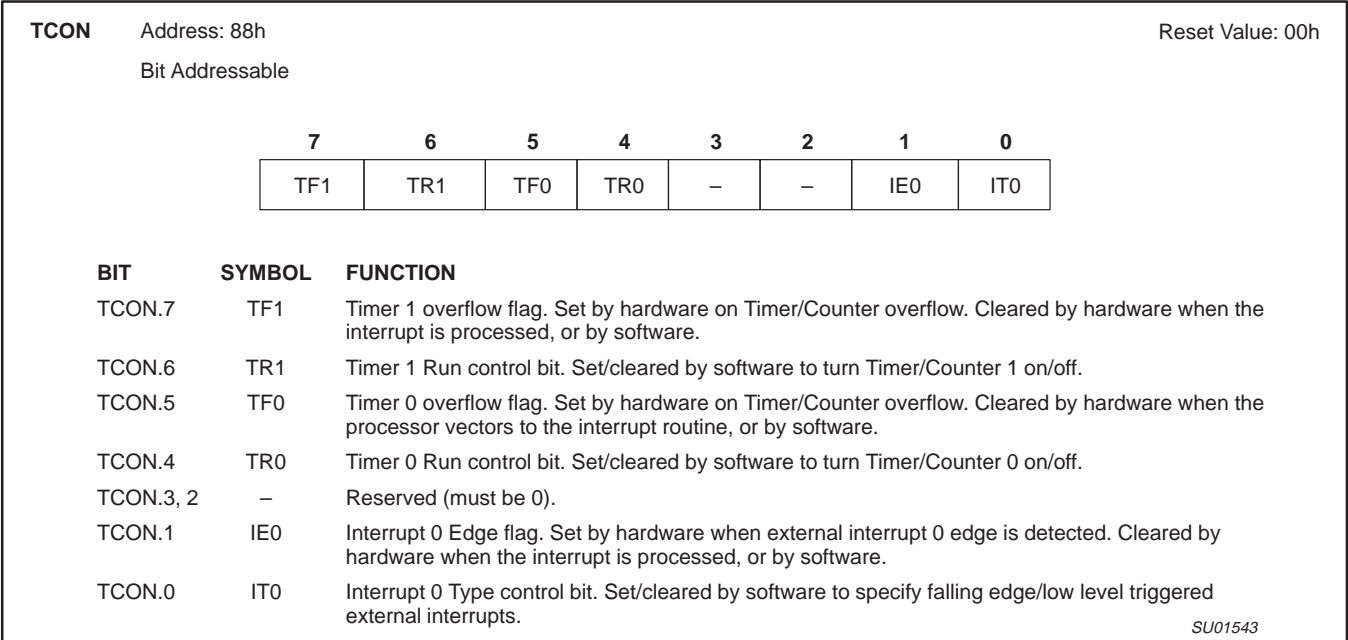 TCON Address: 88h Reset Value: 00h
Bit Addressable
7 6 5 4 3 2 1 0
TF1 TR1 TF0 TR0 – – IE0 IT0
BIT SYMBOL FUNCTION
TCON.7 TF1 Timer 1 overflow flag. Set by hardware on Timer/Counter overflow. Cleared by hardware when the
interrupt is processed, or by software.
TCON.6 TR1 Timer 1 Run control bit. Set/cleared by software to turn Timer/Counter 1 on/off.
TCON.5 TF0 Timer 0 overflow flag. Set by hardware on Timer/Counter overflow. Cleared by hardware when the
processor vectors to the interrupt routine, or by software.
TCON.4 TR0 Timer 0 Run control bit. Set/cleared by software to turn Timer/Counter 0 on/off.
TCON.3, 2 – Reserved (must be 0).
TCON.1 IE0 Interrupt 0 Edge flag. Set by hardware when external interrupt 0 edge is detected. Cleared by
hardware when the interrupt is processed, or by software.
TCON.0 IT0 Interrupt 0 Type control bit. Set/cleared by software to specify falling edge/low level triggered
external interrupts.
SU01543